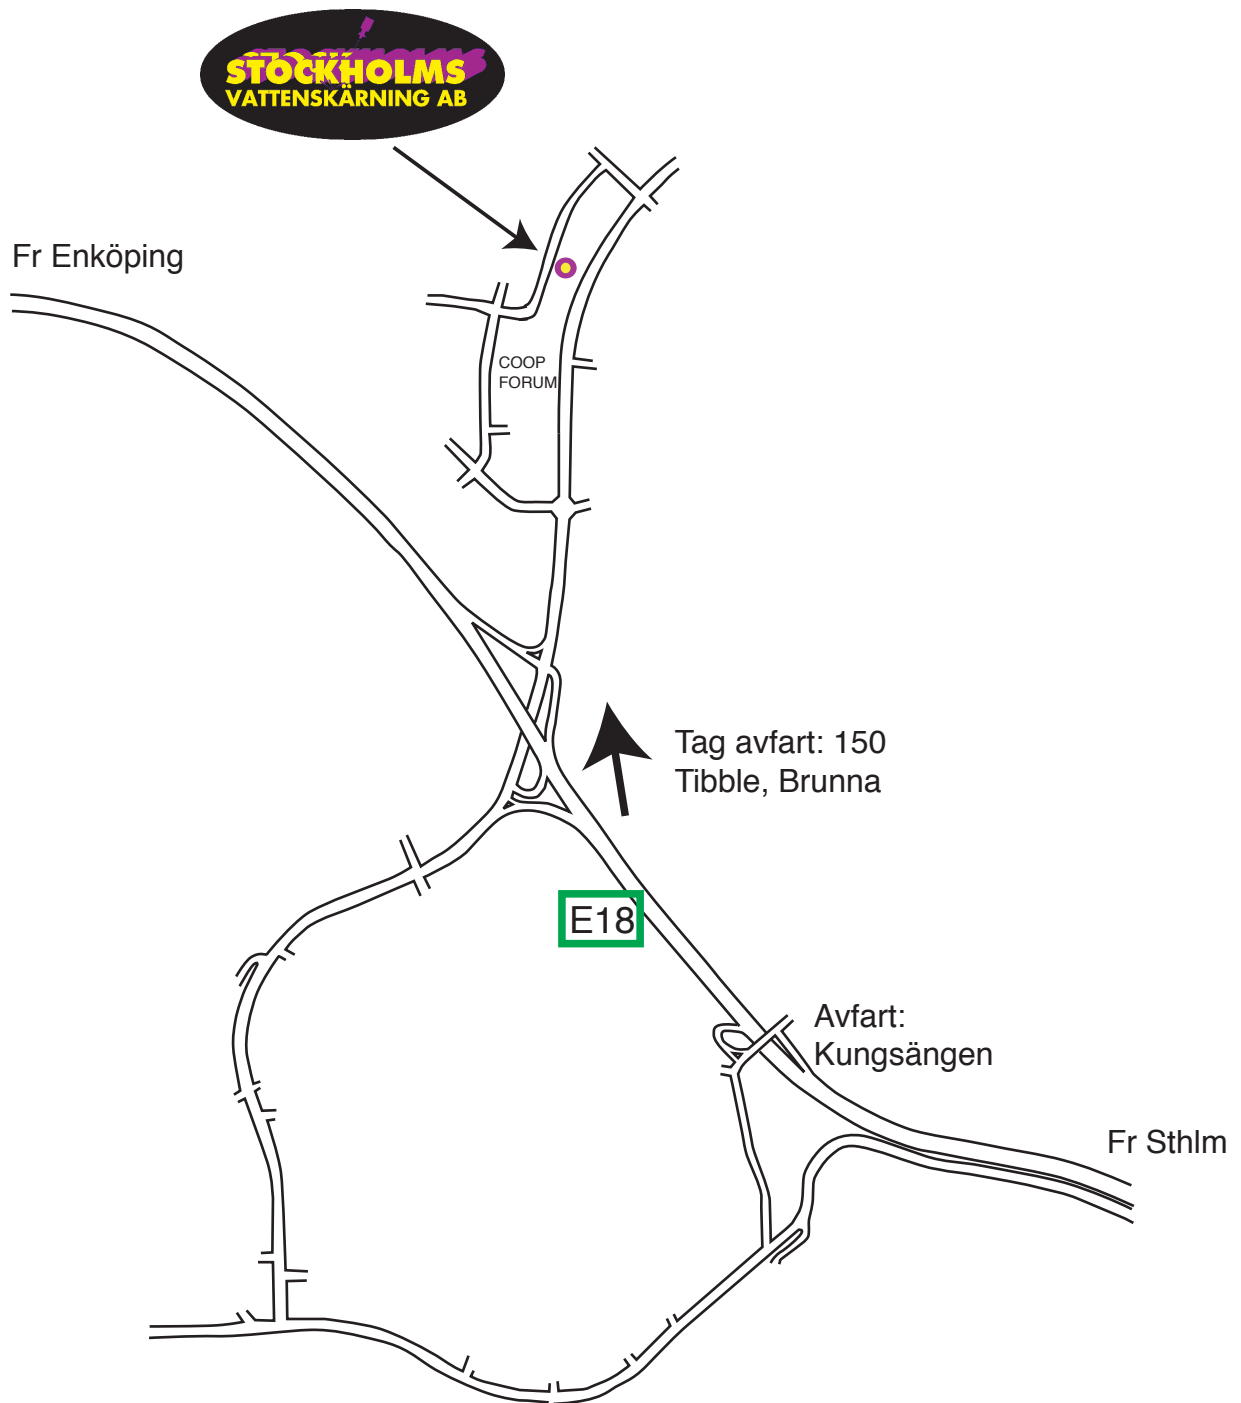 STOCKHOLMS
VATTENSKÄRNING AB
Fr Enköping
COOP
FORUM
Tag avfart: 150
Tibble, Brunna
E18
Avfart:
Kungsängen
Fr Sthlm